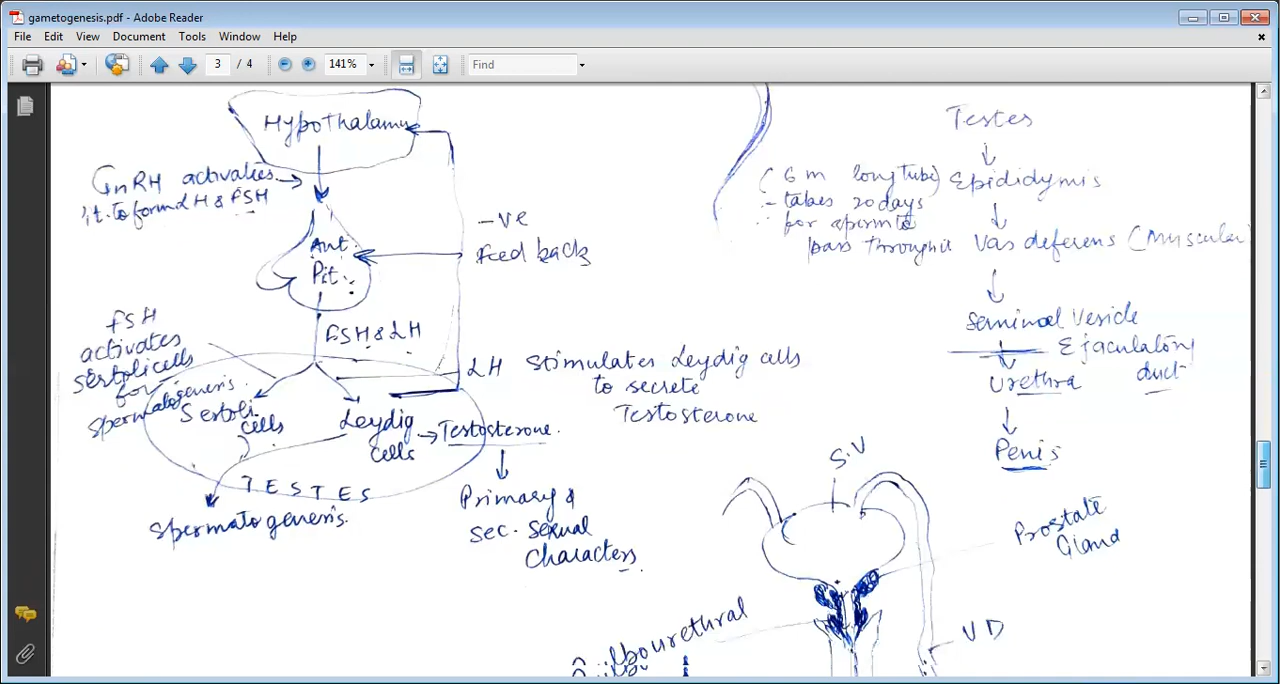 gametogenesis.pdf - Adobe Reader
File Edit View Document Tools Window Help
3 / 4 141% Find
Hypothalamus
GnRH activaties
Pit. to form LH & FSH
-ve
Feed back
Ant.
Pit.
FSH & LH
FSH
activates
sertoli cells
for
spermatogenesis.
Sertoli
cells
Leydig
cells
→ Testosterone.
LH stimulates Leydig cells
to secrete
Testosterone
TESTES
Spermatogenesis.
Primary &
Sec. Sexual
Characters
Testes
(6 m long tube) Epididymis
- takes 20 days
for sperm to
pass through it
Vas deferens (Muscular
Seminal Vesicle
Ejaculatory
duct
Urethra
Penis
S.V
Prostate
Gland
Bulbourethral
VD